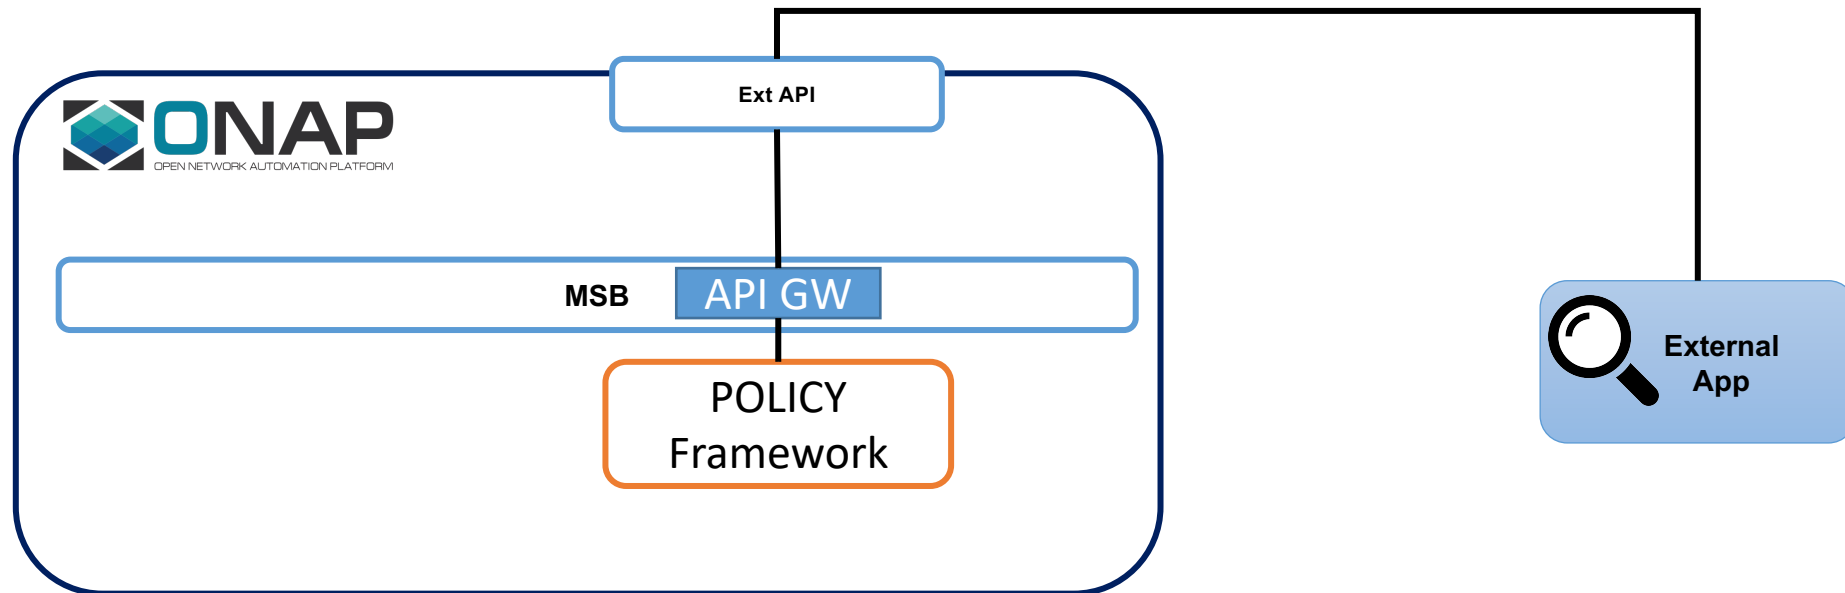 Ext API
ONAP
OPEN NETWORK AUTOMATION PLATFORM
MSB
API GW
External
App
POLICY
Framework